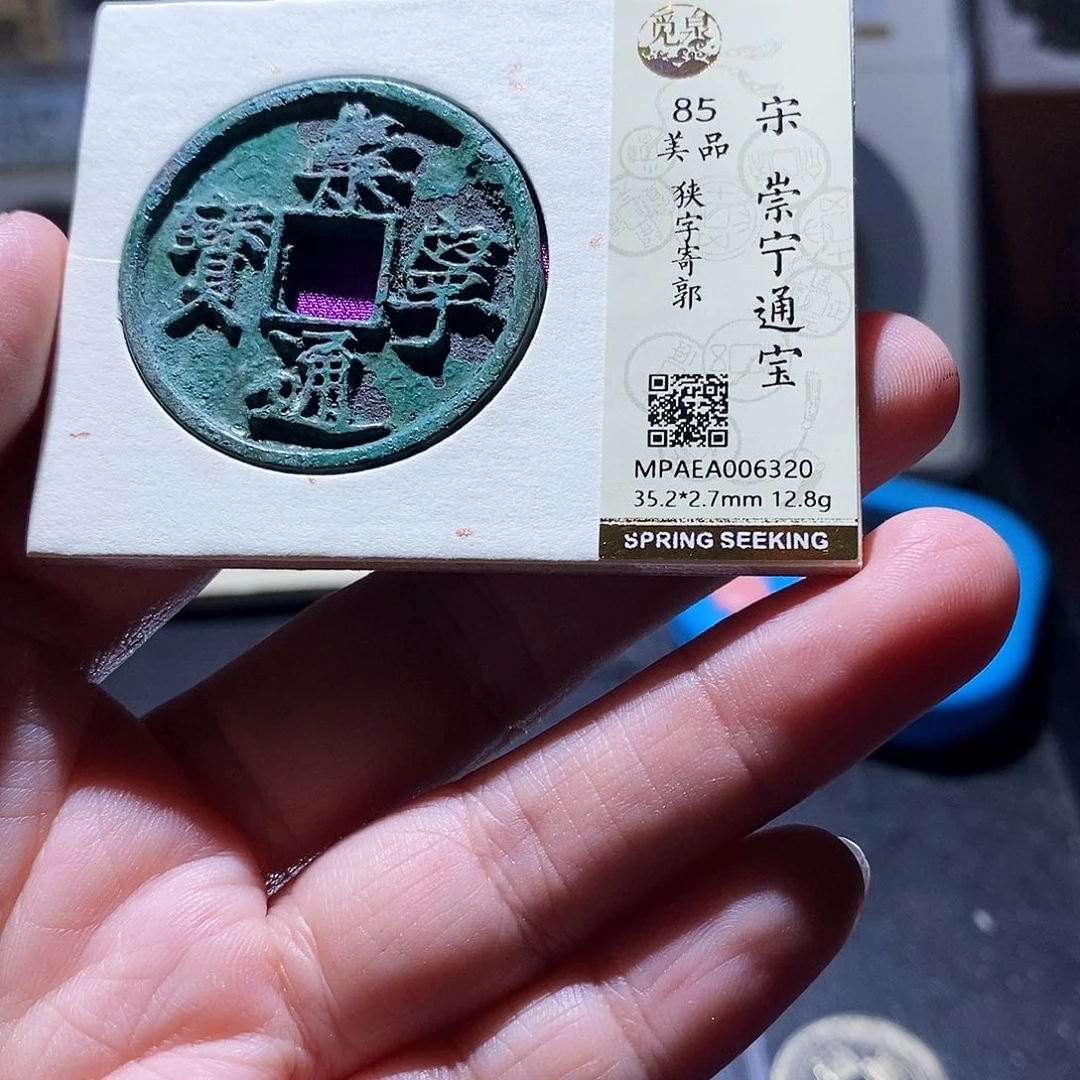 崇寧通寶
觅泉
宋 崇宁通宝
85
美品
狭字寄郭
MPAEA006320
35.2*2.7mm 12.8g
SPRING SEEKING